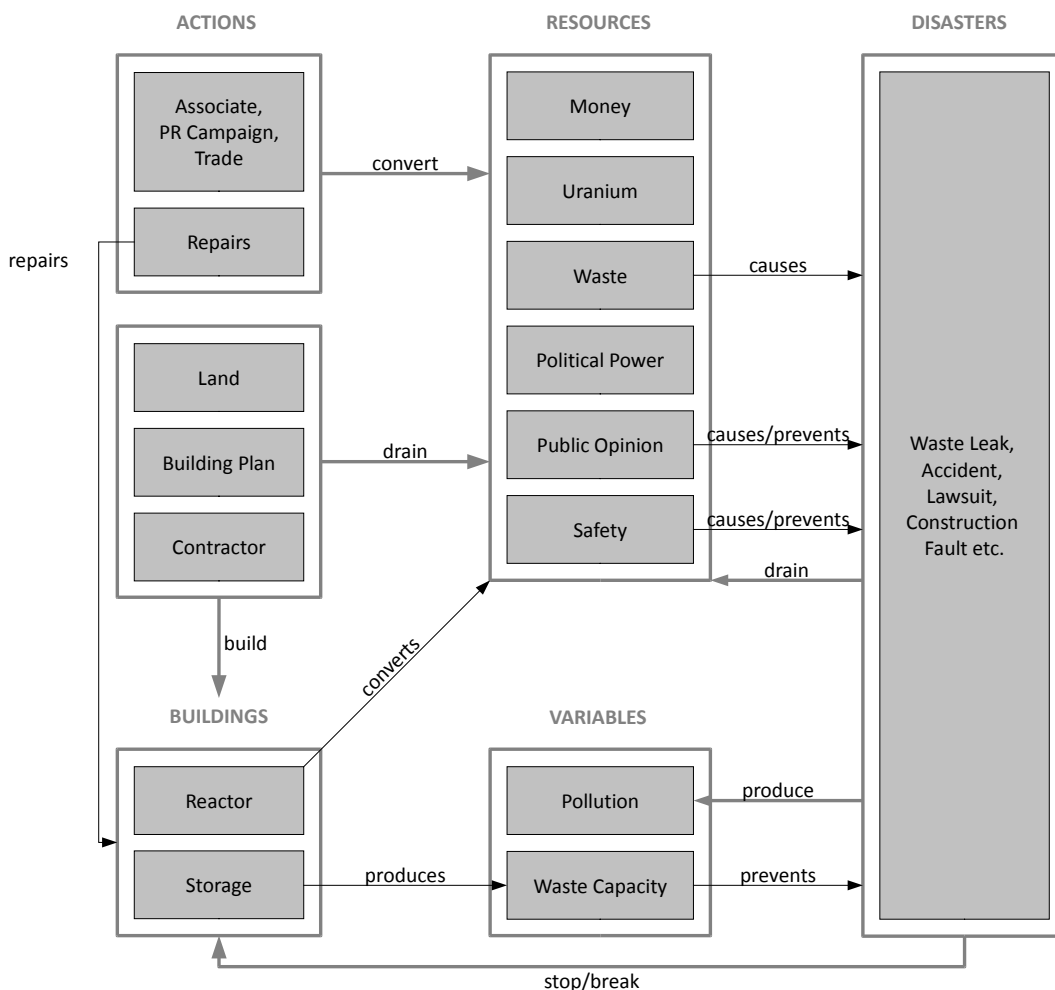 ACTIONS
RESOURCES
DISASTERS
Associate,
PR Campaign,
Trade
convert
Repairs
repairs
Land
Building Plan
Contractor
drain
build
Money
Uranium
Waste
causes
Political Power
Public Opinion
causes/prevents
Safety
causes/prevents
drain
Waste Leak,
Accident,
Lawsuit,
Construction
Fault etc.
converts
BUILDINGS
VARIABLES
Reactor
Pollution
produce
Storage
produces
Waste Capacity
prevents
stop/break